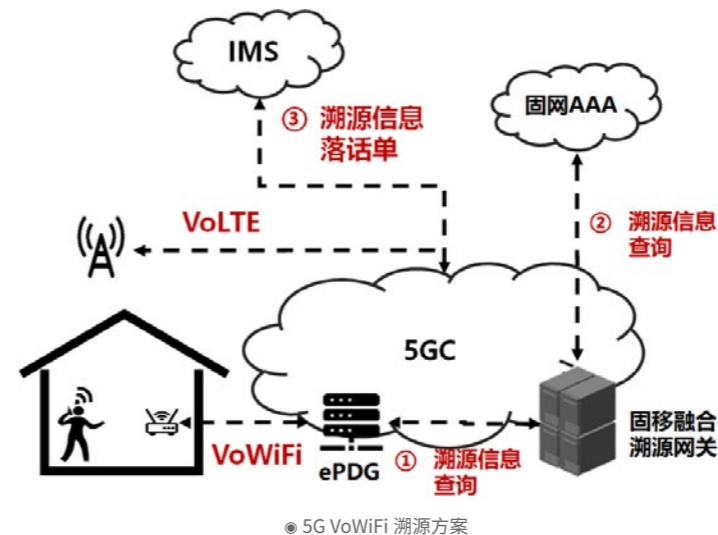 IMS
③ 溯源信息
落话单
固网AAA
VoLTE
② 溯源信息
查询
5GC
固移融合
溯源网关
VoWiFi
ePDG
① 溯源信息
查询
◉ 5G VoWiFi 溯源方案